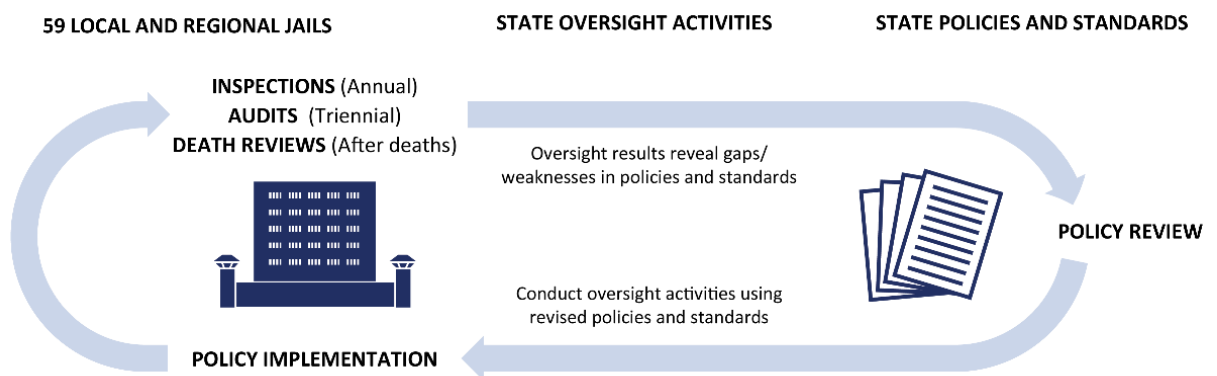 59 LOCAL AND REGIONAL JAILS
STATE OVERSIGHT ACTIVITIES
STATE POLICIES AND STANDARDS
INSPECTIONS (Annual)
AUDITS (Triennial)
DEATH REVIEWS (After deaths)
Oversight results reveal gaps/
weaknesses in policies and standards
POLICY REVIEW
Conduct oversight activities using
revised policies and standards
POLICY IMPLEMENTATION